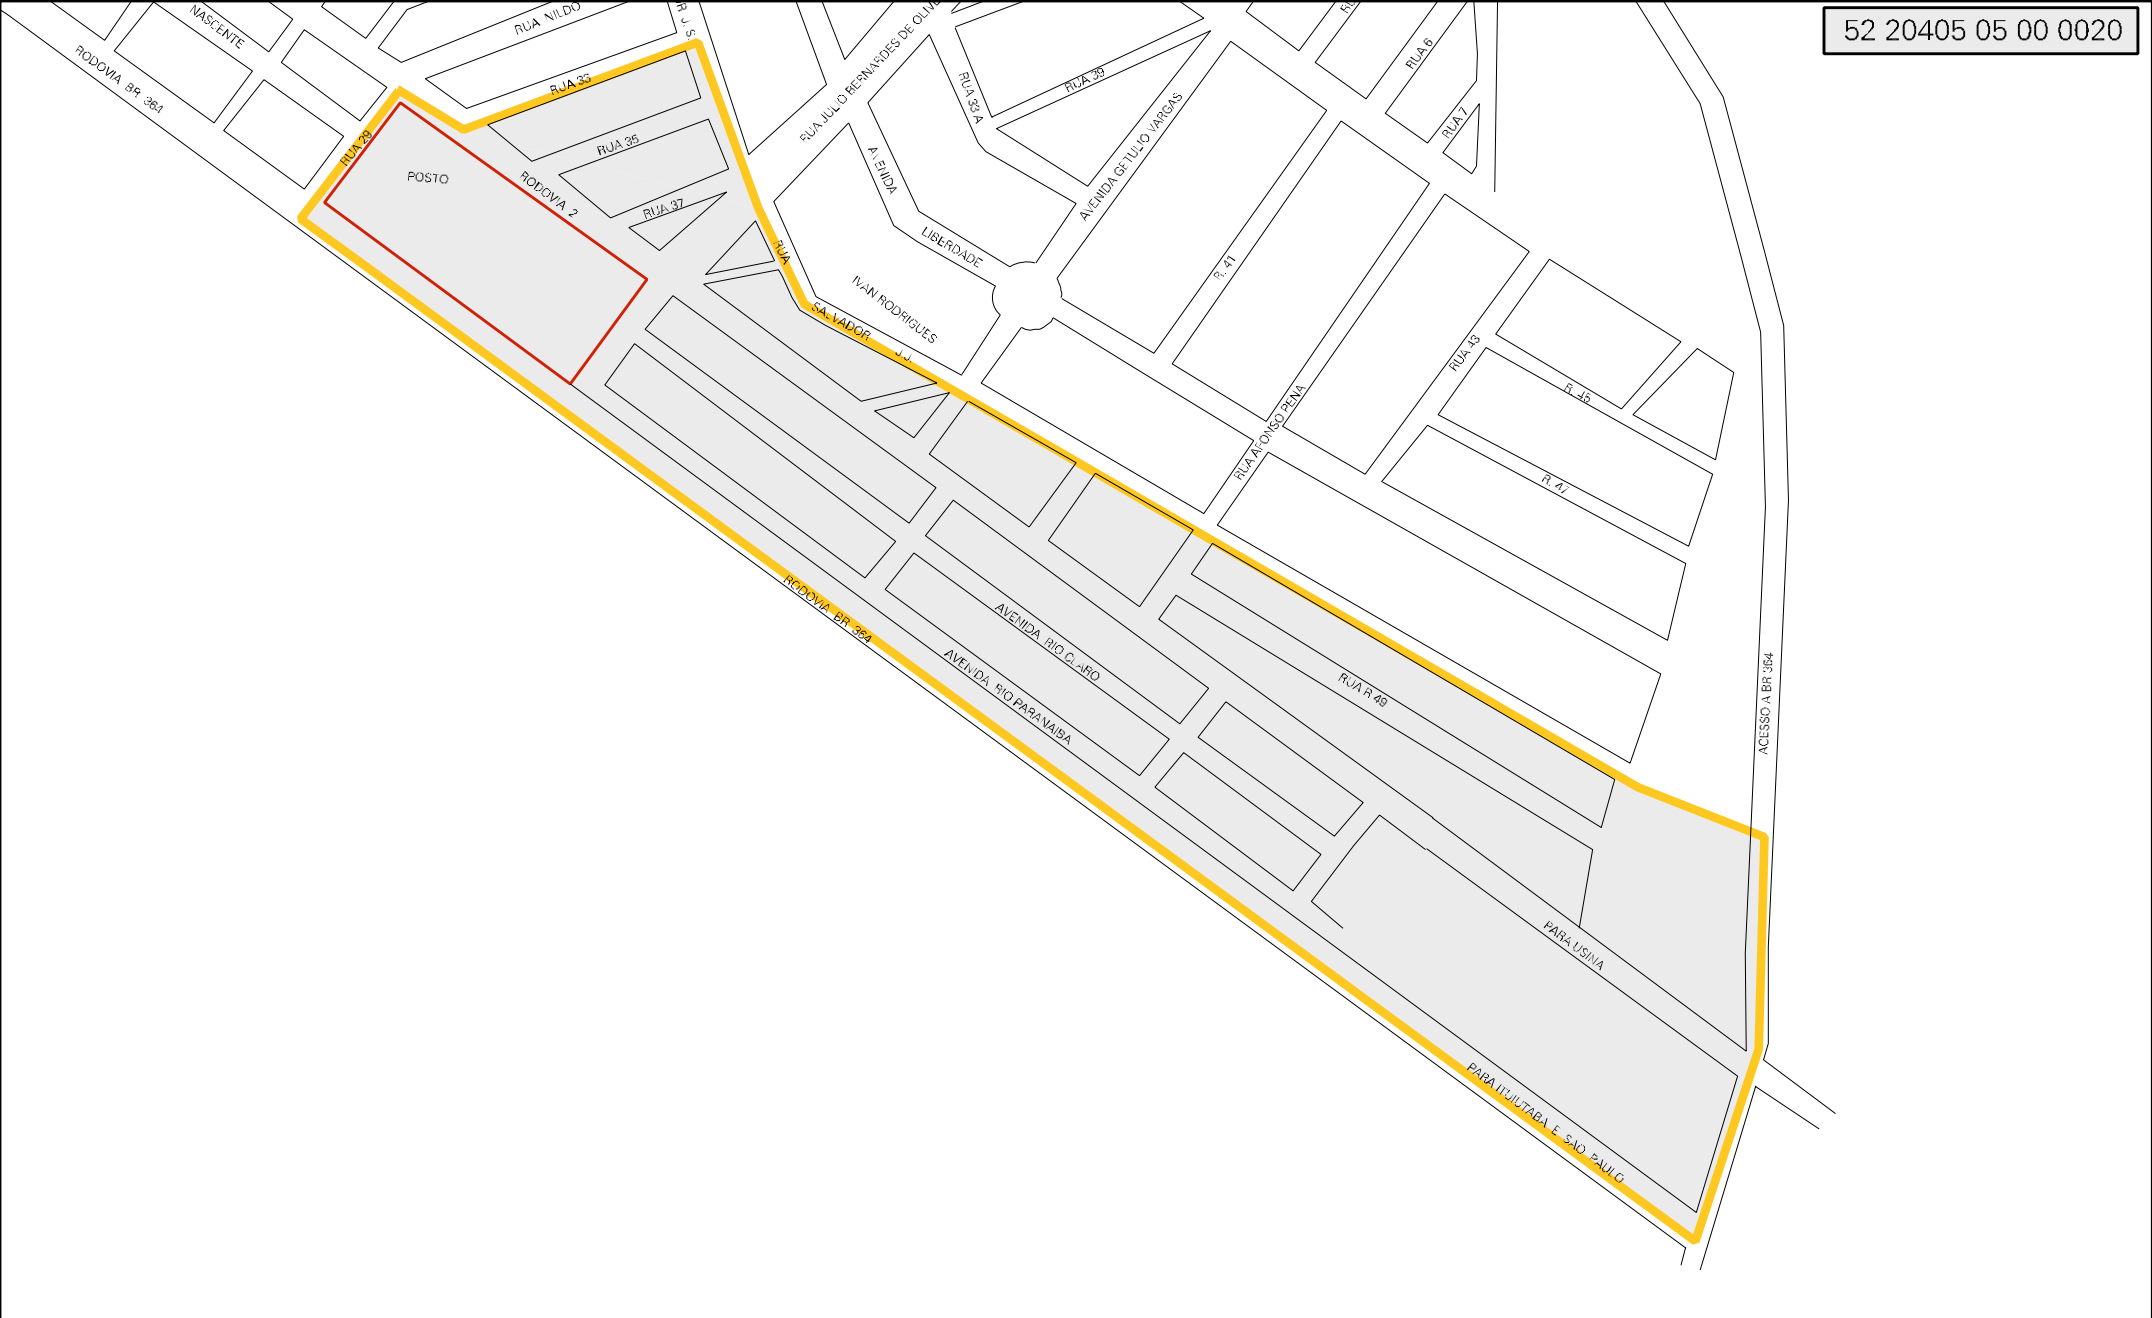 52 20405 05 00 0020
NASCENTE
RUA NILDO
RODOVIA BR 364
RUA 33
RUA 29
POSTO
RUA 35
RODOVIA 2
RUA 37
RUA JULIO BERNARDES DE OLIV
RUA 33 A
RUA 39
RUA 6
RUA 7
AVENIDA GETULIO VARGAS
AVENIDA
LIBERDADE
RUA
IVAN RODRIGUES
SALVADOR
J J.
R. 41
RUA 43
R. 45
RUA AFONSO PENA
R. 47
RODOVIA BR 364
AVENIDA RIO CLARO
AVENIDA RIO PARANAIBA
RUA R 49
ACESSO A BR 364
PARA USINA
PARA ITUIUTABA E SAO PAULO